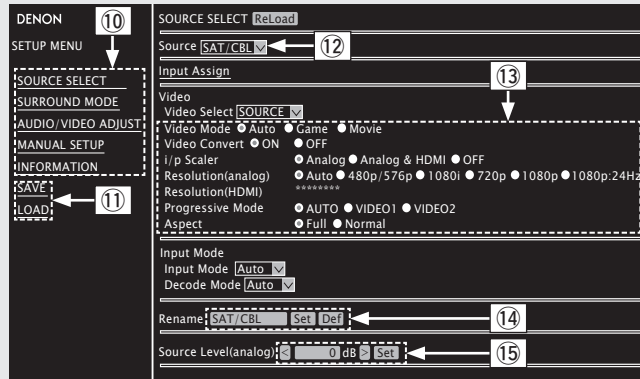 DENON
⑩
SETUP MENU
SOURCE SELECT
SURROUND MODE
AUDIO/VIDEO ADJUST
MANUAL SETUP
INFORMATION
SAVE
LOAD
⑪
SOURCE SELECT ReLoad
Source SAT/CBL
⑫
Input Assign
⑬
Video
Video Select SOURCE
Video Mode Auto Game Movie
Video Convert ON OFF
i/p Scaler Analog Analog & HDMI OFF
Resolution(analog) Auto 480p/576p 1080i 720p 1080p 1080p:24Hz
Resolution(HDMI) ********
Progressive Mode AUTO VIDEO1 VIDEO2
Aspect Full Normal
Input Mode
Input Mode Auto
Decode Mode Auto
Rename SAT/CBL Set Def
⑭
Source Level(analog) < 0 dB > Set
⑮